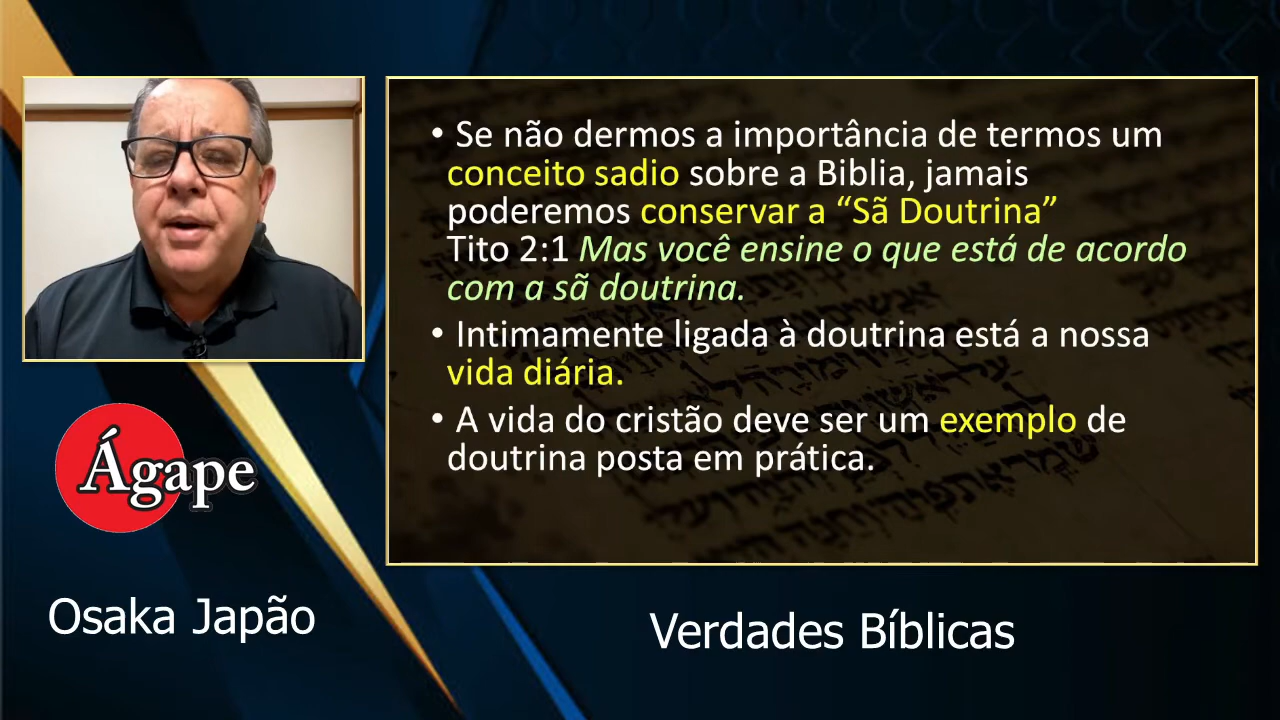 • Se não dermos a importância de termos um
conceito sadio sobre a Biblia, jamais
poderemos conservar a “Sã Doutrina”
Tito 2:1 Mas você ensine o que está de acordo
com a sã doutrina.
• Intimamente ligada à doutrina está a nossa
vida diária.
• A vida do cristão deve ser um exemplo de
doutrina posta em prática.
Ágape
Osaka Japão
Verdades Bíblicas